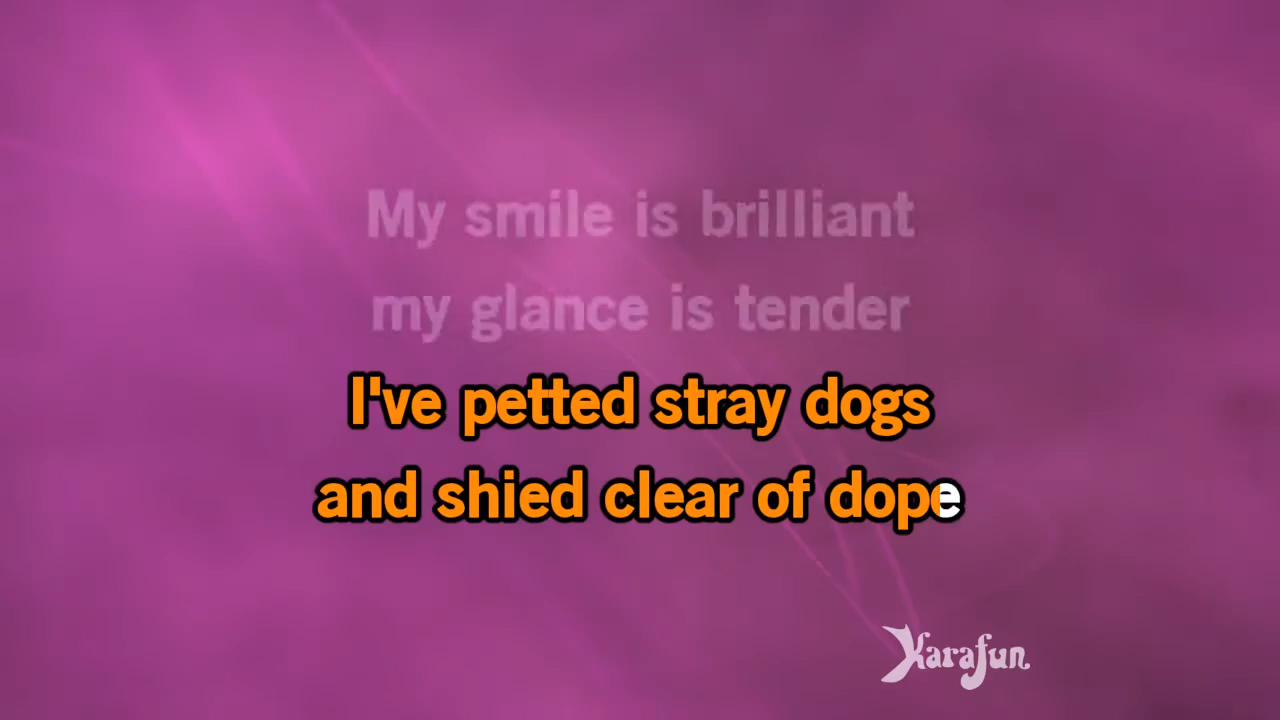 My smile is brilliant
my glance is tender
I've petted stray dogs
and shied clear of dope
Karafun